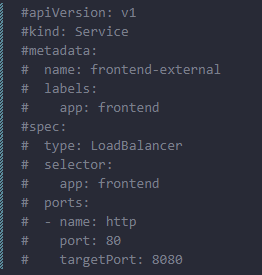 #apiVersion: v1
#kind: Service
#metadata:
#  name: frontend-external
#  labels:
#    app: frontend
#spec:
#  type: LoadBalancer
#  selector:
#    app: frontend
#  ports:
#  - name: http
#    port: 80
#    targetPort: 8080